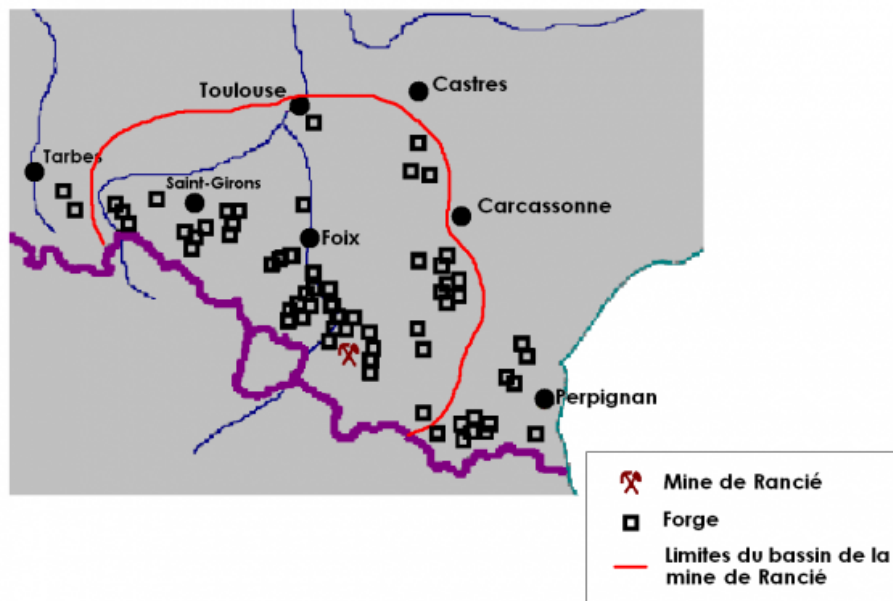 Toulouse
Castres
Tarbes
Saint-Girons
Carcassonne
Foix
Perpignan
Mine de Rancié
Forge
Limites du bassin de la
mine de Rancié